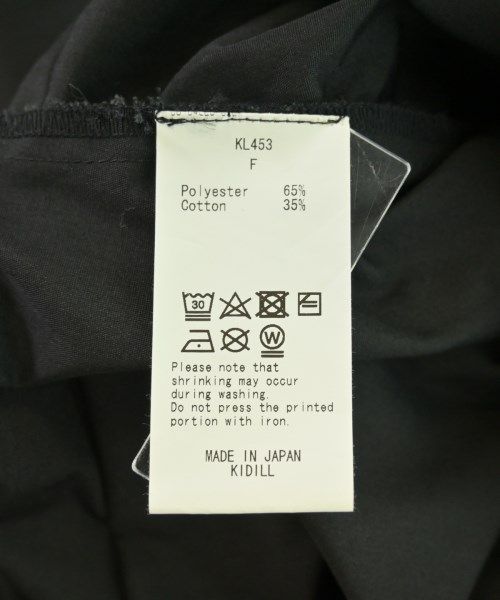 KL453
F
Polyester 65%
Cotton 35%
30
W
Please note that
shrinking may occur
during washing.
Do not press the printed
portion with iron.
MADE IN JAPAN
KIDILL